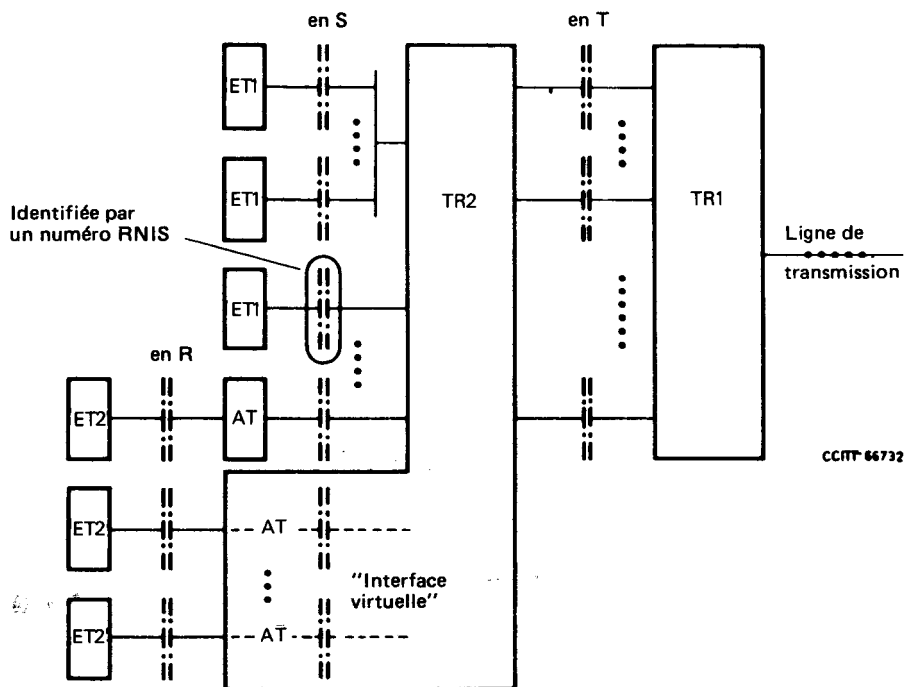 en S
en T
ET1
ET1
TR2
TR1
Identifiée par
un numéro RNIS
Ligne de
transmission
ET1
en R
ET2
AT
CCITT 66732
ET2
AT
"Interface
virtuelle"
ET2
AT